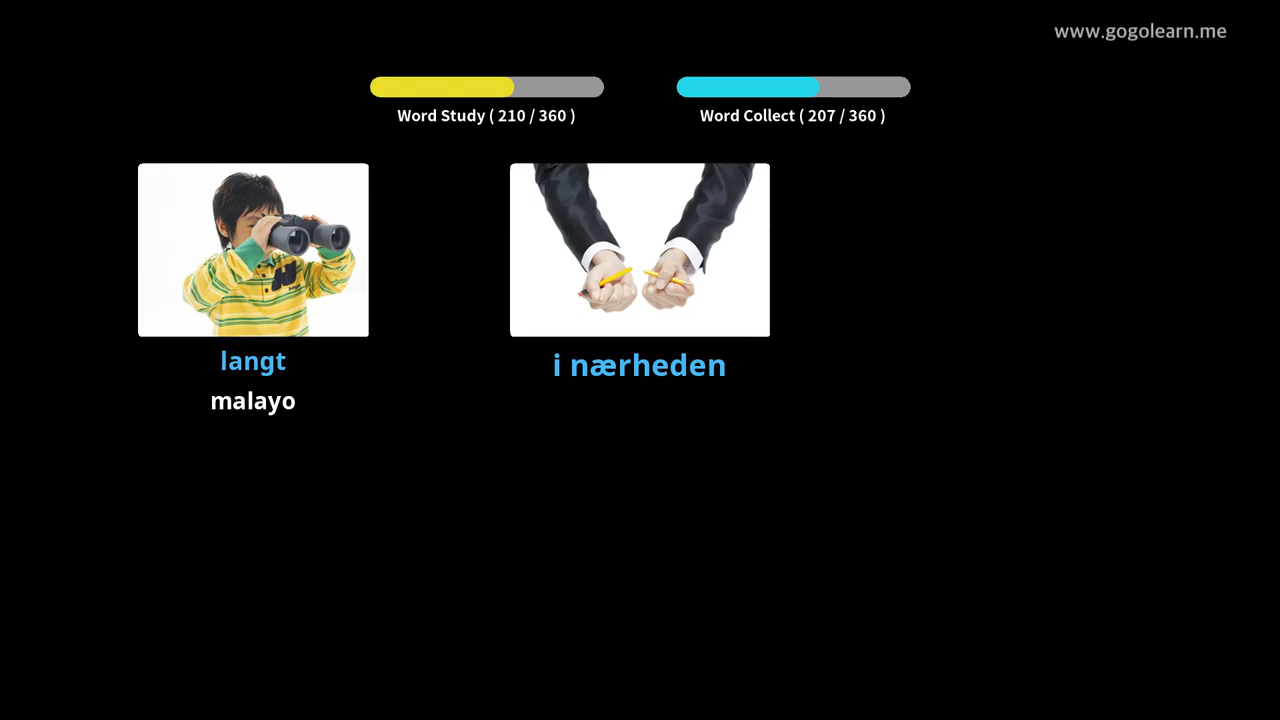 www.gogolearn.me
Word Study ( 210 / 360 )
Word Collect ( 207 / 360 )
langt
malayo
i nærheden